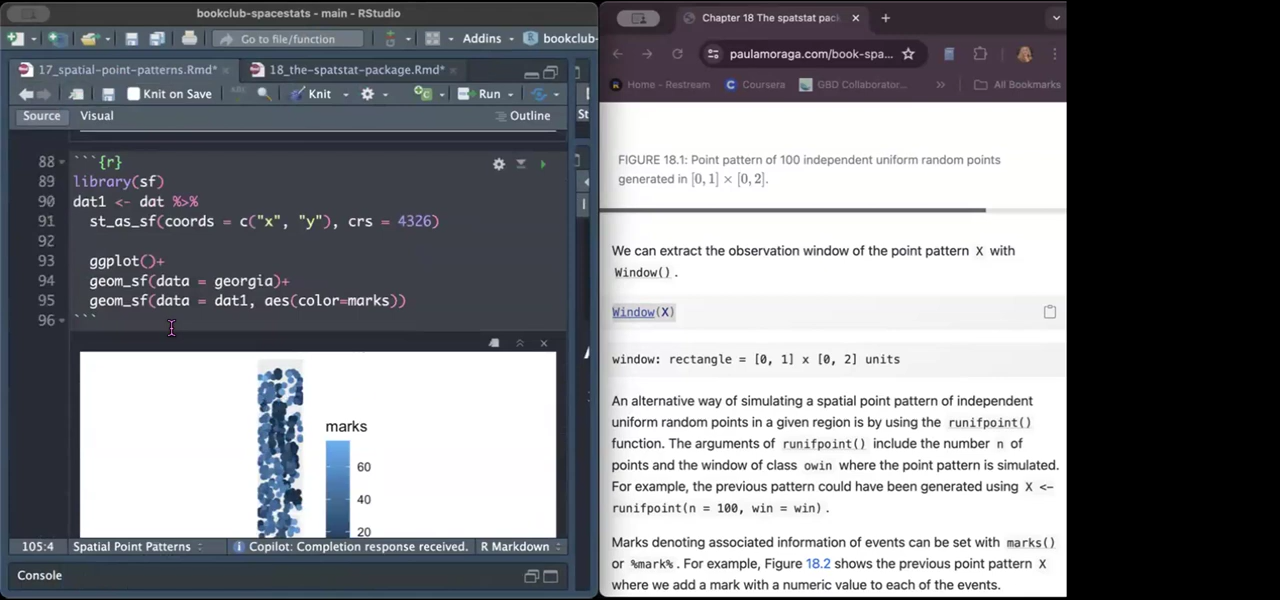 bookclub-spacestats - main - RStudio
Go to file/function
Addins
bookclub-
17_spatial-point-patterns.Rmd*
18_the-spatstat-package.Rmd*
Knit on Save
ABC
Knit
Run
Source
Visual
Outline
St
88 ```{r}
89 library(sf)
90 dat1 <- dat %>%
91 st_as_sf(coords = c("x", "y"), crs = 4326)
92
93 ggplot()+
94 geom_sf(data = georgia)+
95 geom_sf(data = dat1, aes(color=marks))
96 ```
marks
60
40
20
105:4
Spatial Point Patterns
Copilot: Completion response received.
R Markdown
Console
Chapter 18 The spatstat pac
paulamoraga.com/book-spa...
Home - Restream
Coursera
GBD Collaborator...
All Bookmarks
FIGURE 18.1: Point pattern of 100 independent uniform random points
generated in [0, 1] × [0, 2].
We can extract the observation window of the point pattern X with
Window().
Window(X)
window: rectangle = [0, 1] x [0, 2] units
An alternative way of simulating a spatial point pattern of independent
uniform random points in a given region is by using the runifpoint()
function. The arguments of runifpoint() include the number n of
points and the window of class owin where the point pattern is simulated.
For example, the previous pattern could have been generated using X <-
runifpoint(n = 100, win = win).
Marks denoting associated information of events can be set with marks()
or %mark%. For example, Figure 18.2 shows the previous point pattern X
where we add a mark with a numeric value to each of the events.